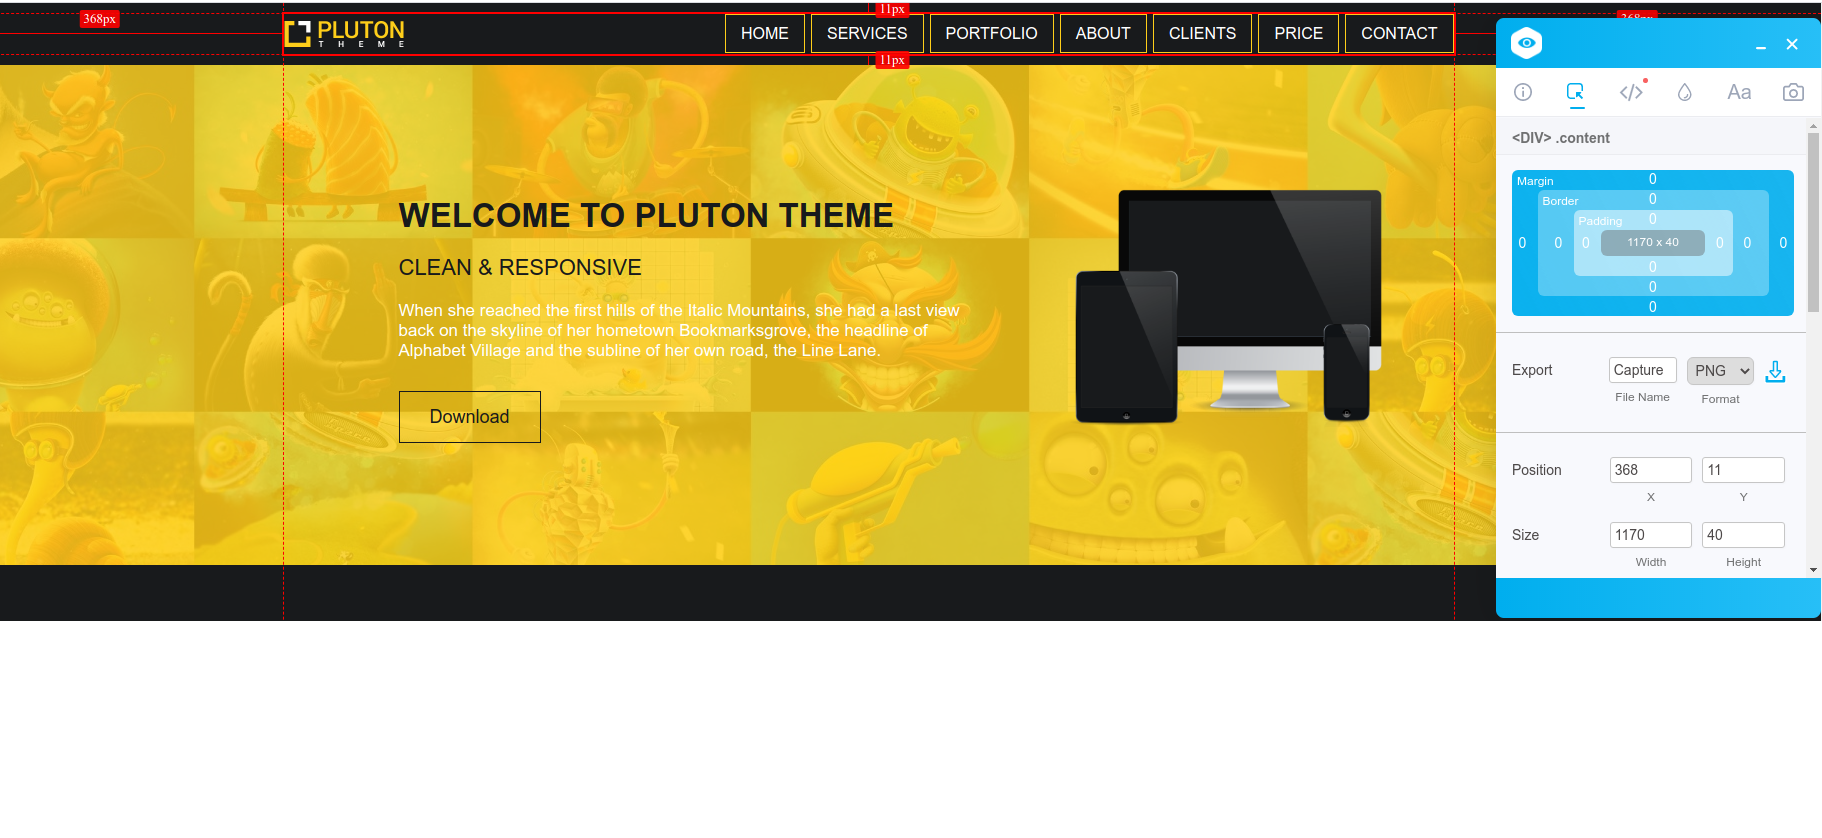 368px
11px
PLUTON
THEME
HOME
SERVICES
PORTFOLIO
ABOUT
CLIENTS
PRICE
CONTACT
11px
WELCOME TO PLUTON THEME
CLEAN & RESPONSIVE
When she reached the first hills of the Italic Mountains, she had a last view
back on the skyline of her hometown Bookmarksgrove, the headline of
Alphabet Village and the subline of her own road, the Line Lane.
Download
368px
Aa
<DIV> .content
Margin
0
Border
0
Padding
0
0 0 0 1170 x 40 0 0 0
0
0
0
Export
Capture
PNG
File Name
Format
Position
368
11
X
Y
Size
1170
40
Width
Height